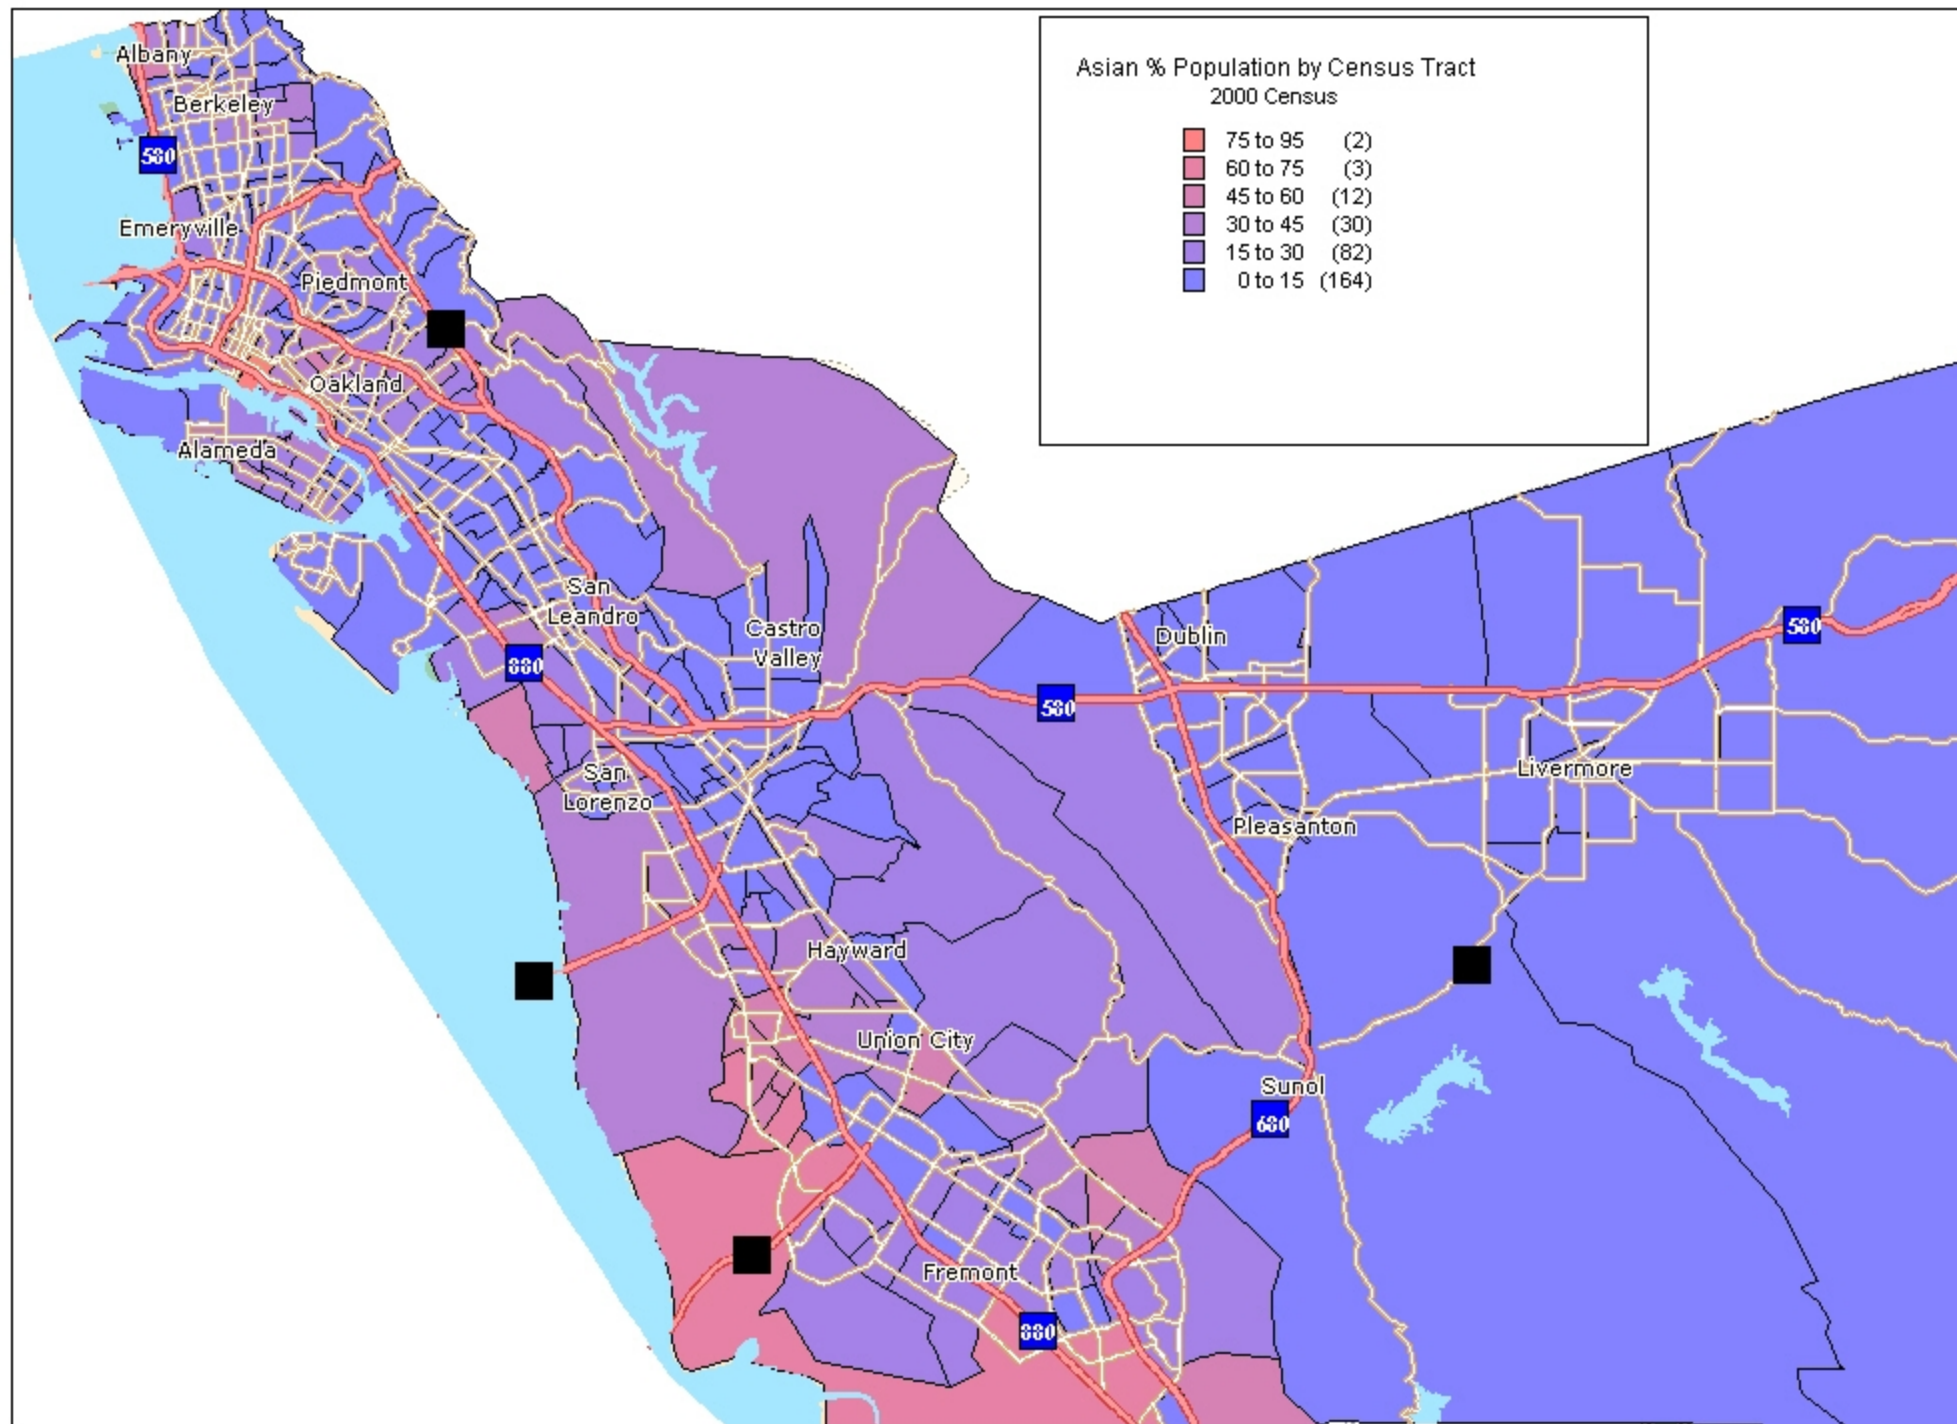 Asian % Population by Census Tract
2000 Census
75 to 95 (2)
60 to 75 (3)
45 to 60 (12)
30 to 45 (30)
15 to 30 (82)
0 to 15 (164)
Albany
Berkeley
580
Emeryville
Piedmont
Oakland
Alameda
San
Leandro
880
Castro
Valley
Dublin
580
580
San
Lorenzo
Livermore
Pleasanton
Hayward
Union City
Sunol
680
Fremont
880